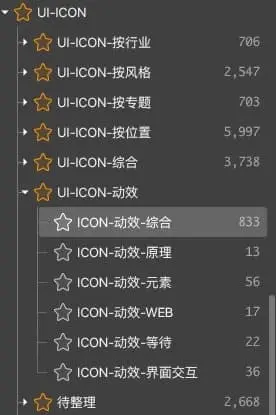 UI-ICON
UI-ICON-按行业 706
UI-ICON-按风格 2,547
UI-ICON-按专题 703
UI-ICON-按位置 5,997
UI-ICON-综合 3,738
UI-ICON-动效
ICON-动效-综合 833
ICON-动效-原理 13
ICON-动效-元素 56
ICON-动效-WEB 17
ICON-动效-等待 22
ICON-动效-界面交互 36
待整理 2,668